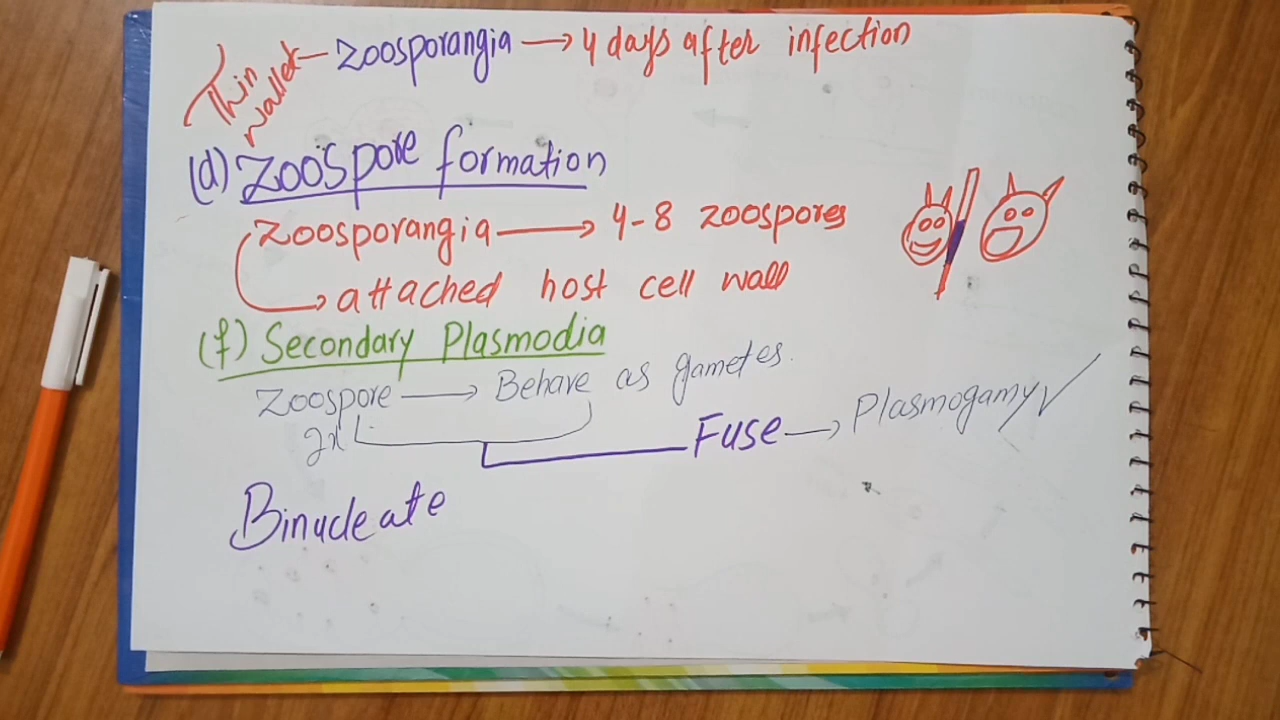 Thin walled — Zoosporangia → 4 days after infection
(d) Zoospore formation
Zoosporangia → 4-8 zoospores
→ attached host cell wall
(f) Secondary Plasmodia
Zoospore → Behave as gametes.
Fuse → Plasmogamy ✓
Binucleate